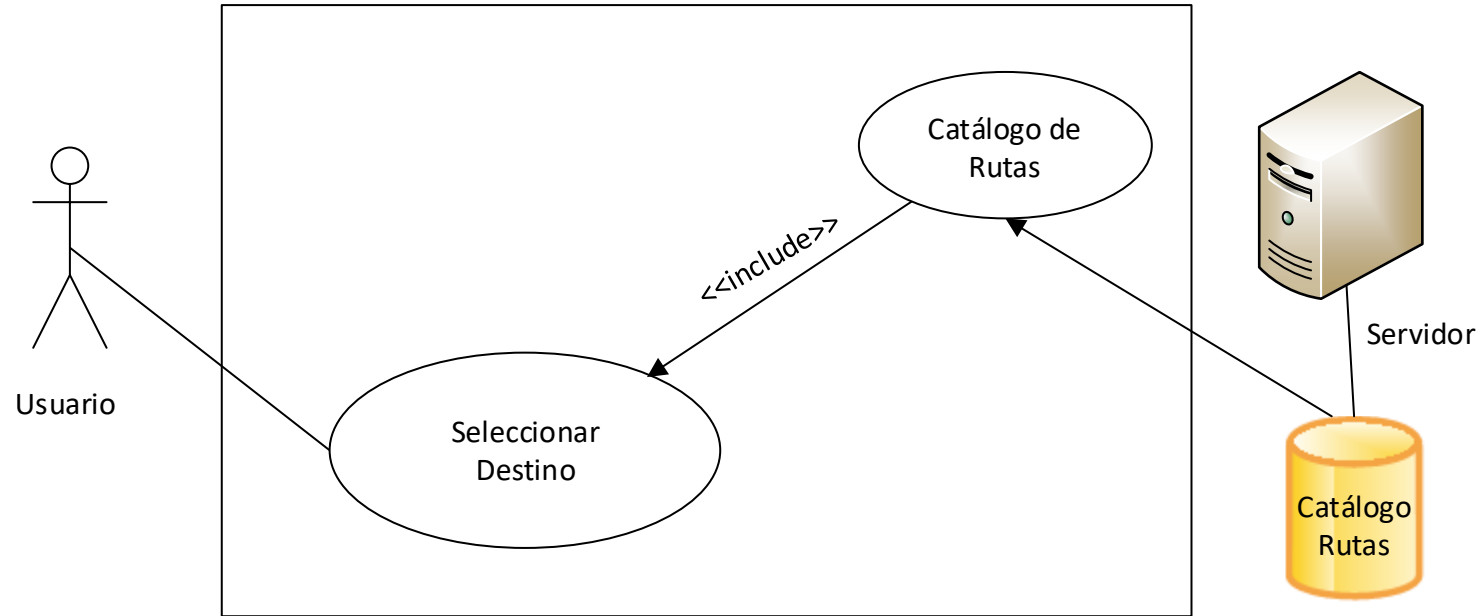 Catálogo de
Rutas
<<include>>
Servidor
Usuario
Seleccionar
Destino
Catálogo
Rutas